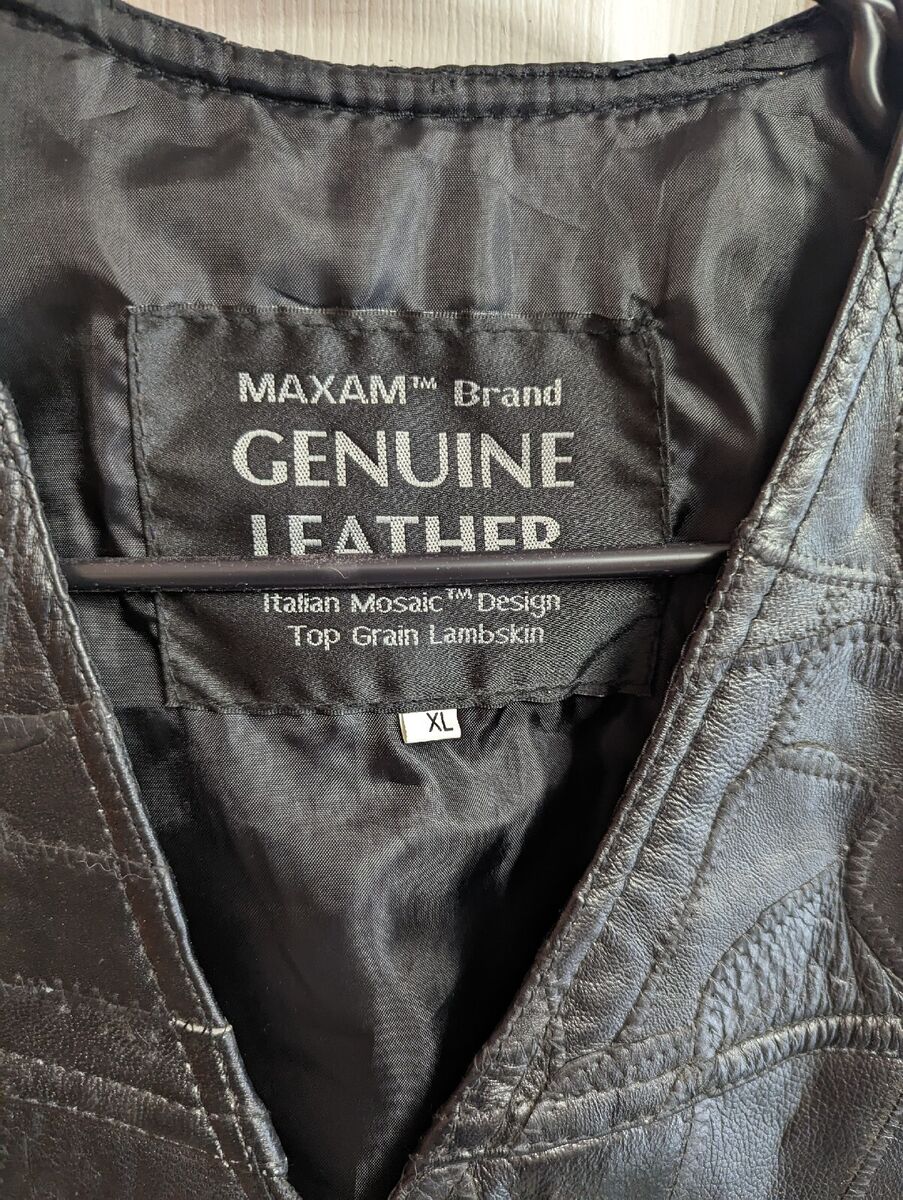 MAXAM™ Brand
GENUINE
LEATHER
Italian Mosaic™ Design
Top Grain Lambskin
XL